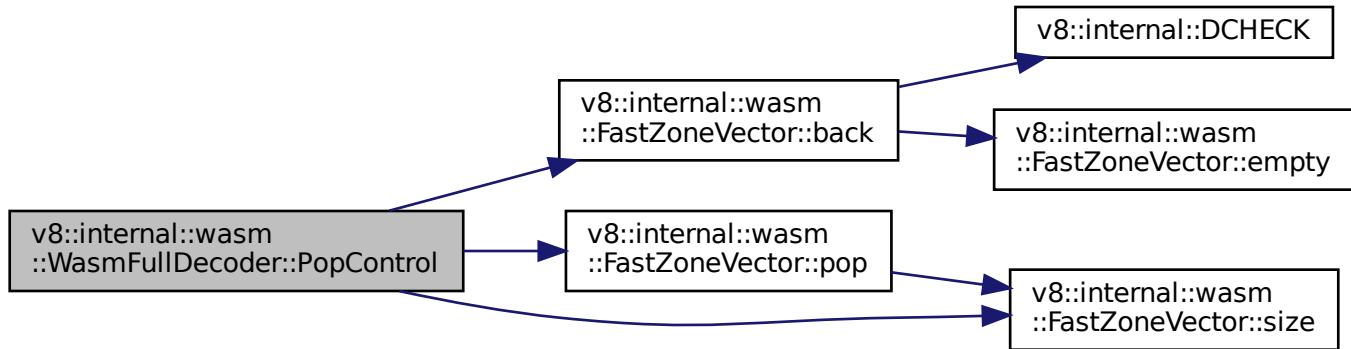 v8::internal::DCHECK
v8::internal::wasm
::FastZoneVector::back
v8::internal::wasm
::FastZoneVector::empty
v8::internal::wasm
::WasmFullDecoder::PopControl
v8::internal::wasm
::FastZoneVector::pop
v8::internal::wasm
::FastZoneVector::size